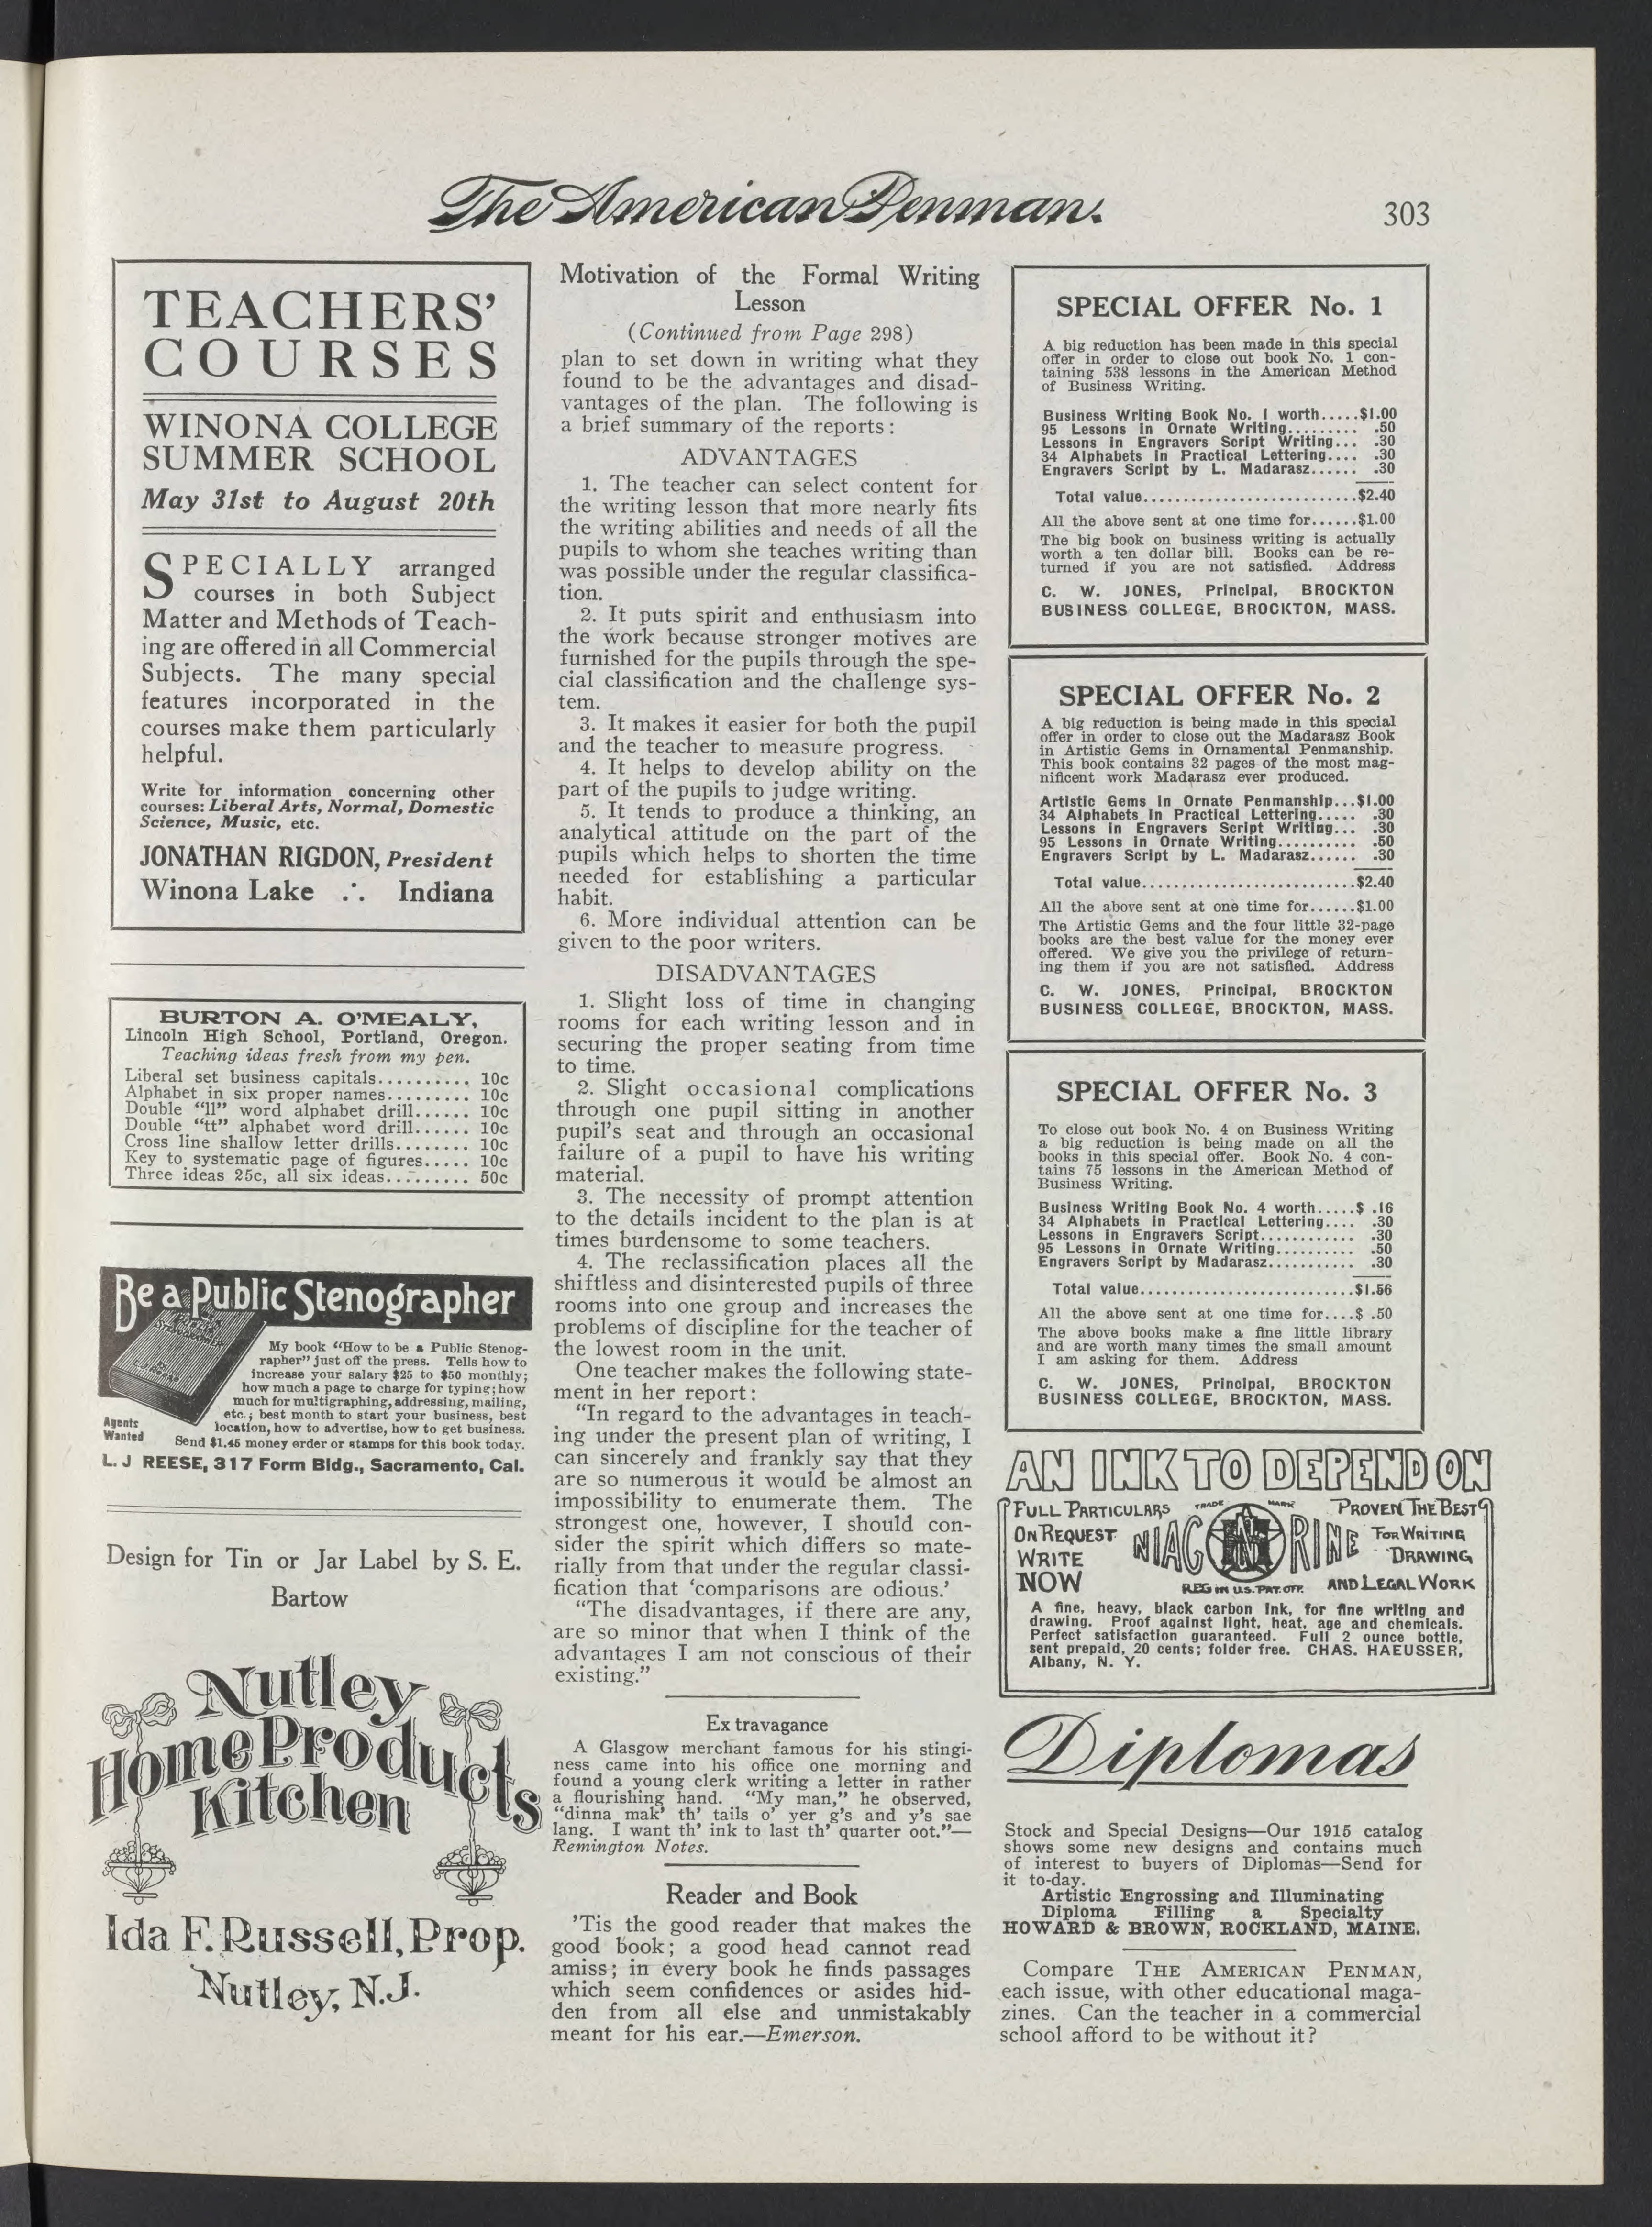 The American Penman.
303
TEACHERS'
COURSES
WINONA COLLEGE
SUMMER SCHOOL
May 31st to August 20th
SPECIALLY arranged
courses in both Subject
Matter and Methods of Teach-
ing are offered in all Commercial
Subjects. The many special
features incorporated in the
courses make them particularly
helpful.
Write for information concerning other
courses: Liberal Arts, Normal, Domestic
Science, Music, etc.
JONATHAN RIGDON, President
Winona Lake ∴ Indiana
BURTON A. O'MEALY,
Lincoln High School, Portland, Oregon.
Teaching ideas fresh from my pen.
Liberal set business capitals.......... 10c
Alphabet in six proper names......... 10c
Double "ll" word alphabet drill...... 10c
Double "tt" alphabet word drill...... 10c
Cross line shallow letter drills........ 10c
Key to systematic page of figures..... 10c
Three ideas 25c, all six ideas......... 50c
Be a Public Stenographer
My book "How to be a Public Stenog-
rapher" just off the press. Tells how to
increase your salary $25 to $50 monthly;
how much a page to charge for typing; how
much for multigraphing, addressing, mailing,
etc.; best month to start your business, best
location, how to advertise, how to get business.
Agents
Wanted
Send $1.45 money order or stamps for this book today.
L. J REESE, 317 Form Bldg., Sacramento, Cal.
Design for Tin or Jar Label by S. E.
Bartow
Nutley
Home Products
Kitchen
Ida F. Russell, Prop.
Nutley, N.J.
Motivation of the Formal Writing
Lesson
(Continued from Page 298)
plan to set down in writing what they
found to be the advantages and disad-
vantages of the plan. The following is
a brief summary of the reports:
ADVANTAGES
1. The teacher can select content for
the writing lesson that more nearly fits
the writing abilities and needs of all the
pupils to whom she teaches writing than
was possible under the regular classifica-
tion.
2. It puts spirit and enthusiasm into
the work because stronger motives are
furnished for the pupils through the spe-
cial classification and the challenge sys-
tem.
3. It makes it easier for both the pupil
and the teacher to measure progress.
4. It helps to develop ability on the
part of the pupils to judge writing.
5. It tends to produce a thinking, an
analytical attitude on the part of the
pupils which helps to shorten the time
needed for establishing a particular
habit.
6. More individual attention can be
given to the poor writers.
DISADVANTAGES
1. Slight loss of time in changing
rooms for each writing lesson and in
securing the proper seating from time
to time.
2. Slight occasional complications
through one pupil sitting in another
pupil's seat and through an occasional
failure of a pupil to have his writing
material.
3. The necessity of prompt attention
to the details incident to the plan is at
times burdensome to some teachers.
4. The reclassification places all the
shiftless and disinterested pupils of three
rooms into one group and increases the
problems of discipline for the teacher of
the lowest room in the unit.
One teacher makes the following state-
ment in her report:
"In regard to the advantages in teach-
ing under the present plan of writing, I
can sincerely and frankly say that they
are so numerous it would be almost an
impossibility to enumerate them. The
strongest one, however, I should con-
sider the spirit which differs so mate-
rially from that under the regular classi-
fication that 'comparisons are odious.'
"The disadvantages, if there are any,
are so minor that when I think of the
advantages I am not conscious of their
existing."
Ex travagance
A Glasgow merchant famous for his stingi-
ness came into his office one morning and
found a young clerk writing a letter in rather
a flourishing hand. "My man," he observed,
"dinna mak' th' tails o' yer g's and y's sae
lang. I want th' ink to last th' quarter oot."—
Remington Notes.
Reader and Book
'Tis the good reader that makes the
good book; a good head cannot read
amiss; in every book he finds passages
which seem confidences or asides hid-
den from all else and unmistakably
meant for his ear.—Emerson.
SPECIAL OFFER No. 1
A big reduction has been made in this special
offer in order to close out book No. 1 con-
taining 538 lessons in the American Method
of Business Writing.
Business Writing Book No. 1 worth.....$1.00
95 Lessons in Ornate Writing......... .50
Lessons in Engravers Script Writing... .30
34 Alphabets in Practical Lettering.... .30
Engravers Script by L. Madarasz...... .30
Total value...........................$2.40
All the above sent at one time for......$1.00
The big book on business writing is actually
worth a ten dollar bill. Books can be re-
turned if you are not satisfied. Address
C. W. JONES, Principal, BROCKTON
BUSINESS COLLEGE, BROCKTON, MASS.
SPECIAL OFFER No. 2
A big reduction is being made in this special
offer in order to close out the Madarasz Book
in Artistic Gems in Ornamental Penmanship.
This book contains 32 pages of the most mag-
nificent work Madarasz ever produced.
Artistic Gems in Ornate Penmanship...$1.00
34 Alphabets in Practical Lettering..... .30
Lessons in Engravers Script Writing... .30
95 Lessons in Ornate Writing.......... .50
Engravers Script by L. Madarasz...... .30
Total value...........................$2.40
All the above sent at one time for......$1.00
The Artistic Gems and the four little 32-page
books are the best value for the money ever
offered. We give you the privilege of return-
ing them if you are not satisfied. Address
C. W. JONES, Principal, BROCKTON
BUSINESS COLLEGE, BROCKTON, MASS.
SPECIAL OFFER No. 3
To close out book No. 4 on Business Writing
a big reduction is being made on all the
books in this special offer. Book No. 4 con-
tains 75 lessons in the American Method of
Business Writing.
Business Writing Book No. 4 worth.....$ .16
34 Alphabets in Practical Lettering.... .30
Lessons in Engravers Script............ .30
95 Lessons in Ornate Writing.......... .50
Engravers Script by Madarasz........... .30
Total value...........................$1.56
All the above sent at one time for....$ .50
The above books make a fine little library
and are worth many times the small amount
I am asking for them. Address
C. W. JONES, Principal, BROCKTON
BUSINESS COLLEGE, BROCKTON, MASS.
AN INK TO DEPEND ON
FULL PARTICULARS
ON REQUEST
WRITE
NOW
TRADE MARK
NIAG N RINE
REG IN U.S. PAT. OFF.
PROVEN THE BEST
FOR WRITING
DRAWING
AND LEGAL WORK
A fine, heavy, black carbon ink, for fine writing and
drawing. Proof against light, heat, age and chemicals.
Perfect satisfaction guaranteed. Full 2 ounce bottle,
sent prepaid, 20 cents; folder free. CHAS. HAEUSSER,
Albany, N. Y.
Diplomas
Stock and Special Designs—Our 1915 catalog
shows some new designs and contains much
of interest to buyers of Diplomas—Send for
it to-day.
Artistic Engrossing and Illuminating
Diploma Filling a Specialty
HOWARD & BROWN, ROCKLAND, MAINE.
Compare THE AMERICAN PENMAN,
each issue, with other educational maga-
zines. Can the teacher in a commercial
school afford to be without it?